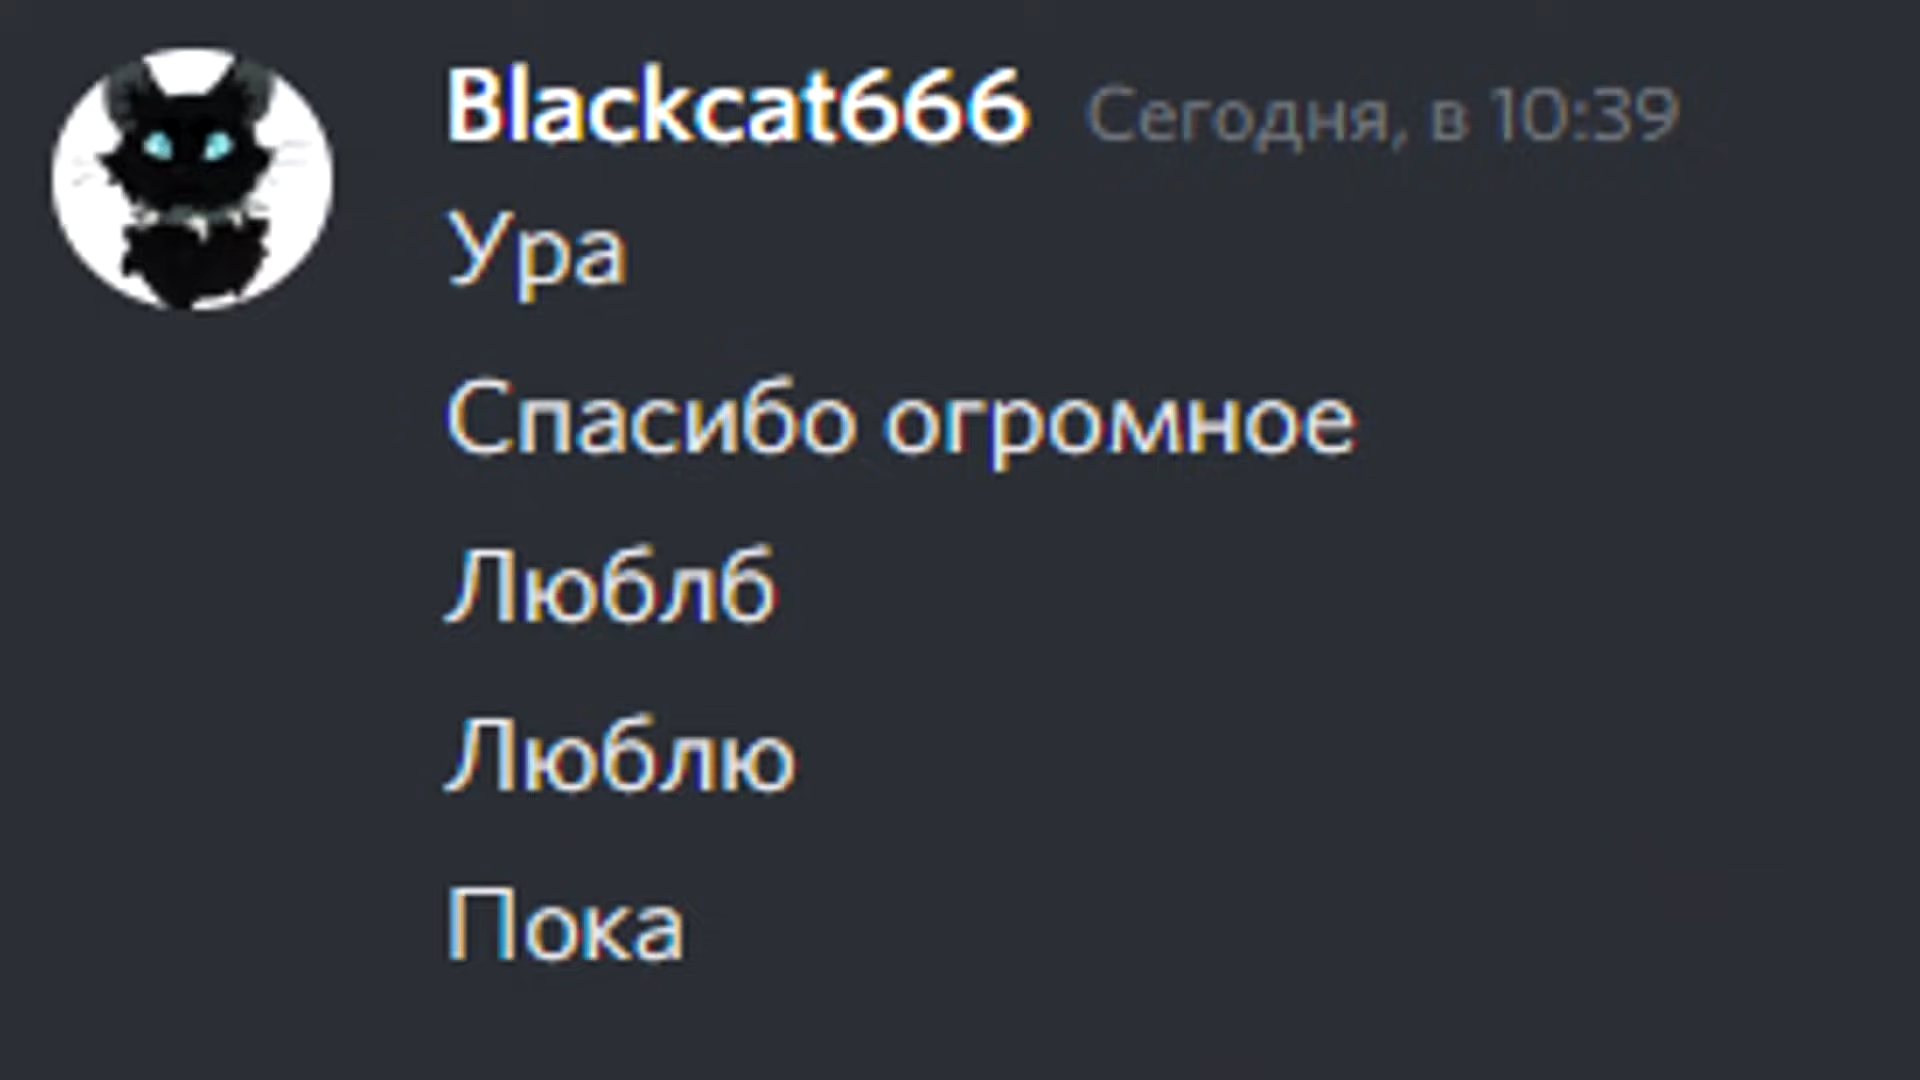 Blackcat666 Сегодня, в 10:39
Ура
Спасибо огромное
Люблб
Люблю
Пока